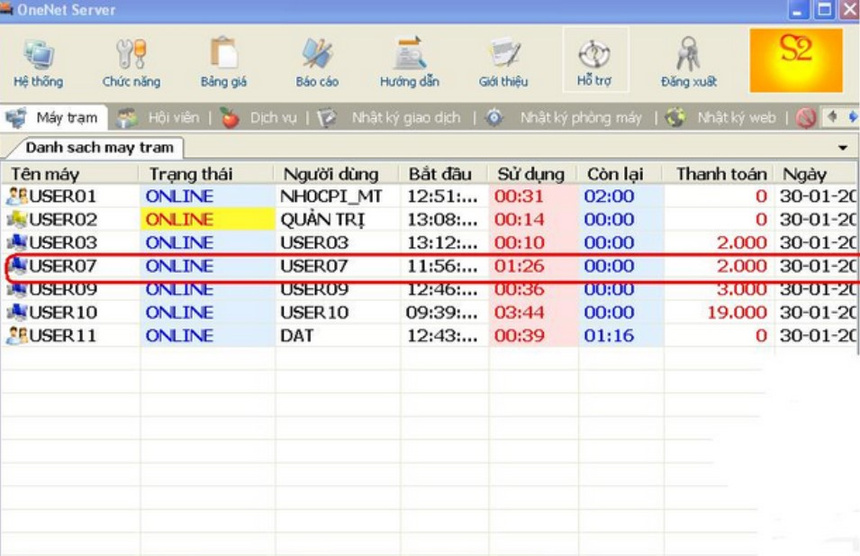 OneNet Server
Hệ thống Chức năng Bảng giá Báo cáo Hướng dẫn Giới thiệu Hỗ trợ Đăng xuất S2
Máy trạm | Hội viên | Dịch vụ | Nhật ký giao dịch | Nhật ký phòng máy | Nhật ký web |
Danh sach may tram
Tên máy Trạng thái Người dùng Bắt đầu Sử dụng Còn lại Thanh toán Ngày
USER01 ONLINE NHOCPI_MT 12:51:... 00:31 02:00 0 30-01-20
USER02 ONLINE QUẢN TRỊ 13:08:... 00:14 00:00 0 30-01-20
USER03 ONLINE USER03 13:12:... 00:10 00:00 2.000 30-01-20
USER07 ONLINE USER07 11:56:... 01:26 00:00 2.000 30-01-20
USER09 ONLINE USER09 12:46:... 00:36 00:00 3.000 30-01-20
USER10 ONLINE USER10 09:39:... 03:44 00:00 19.000 30-01-20
USER11 ONLINE DAT 12:43:... 00:39 01:16 0 30-01-20